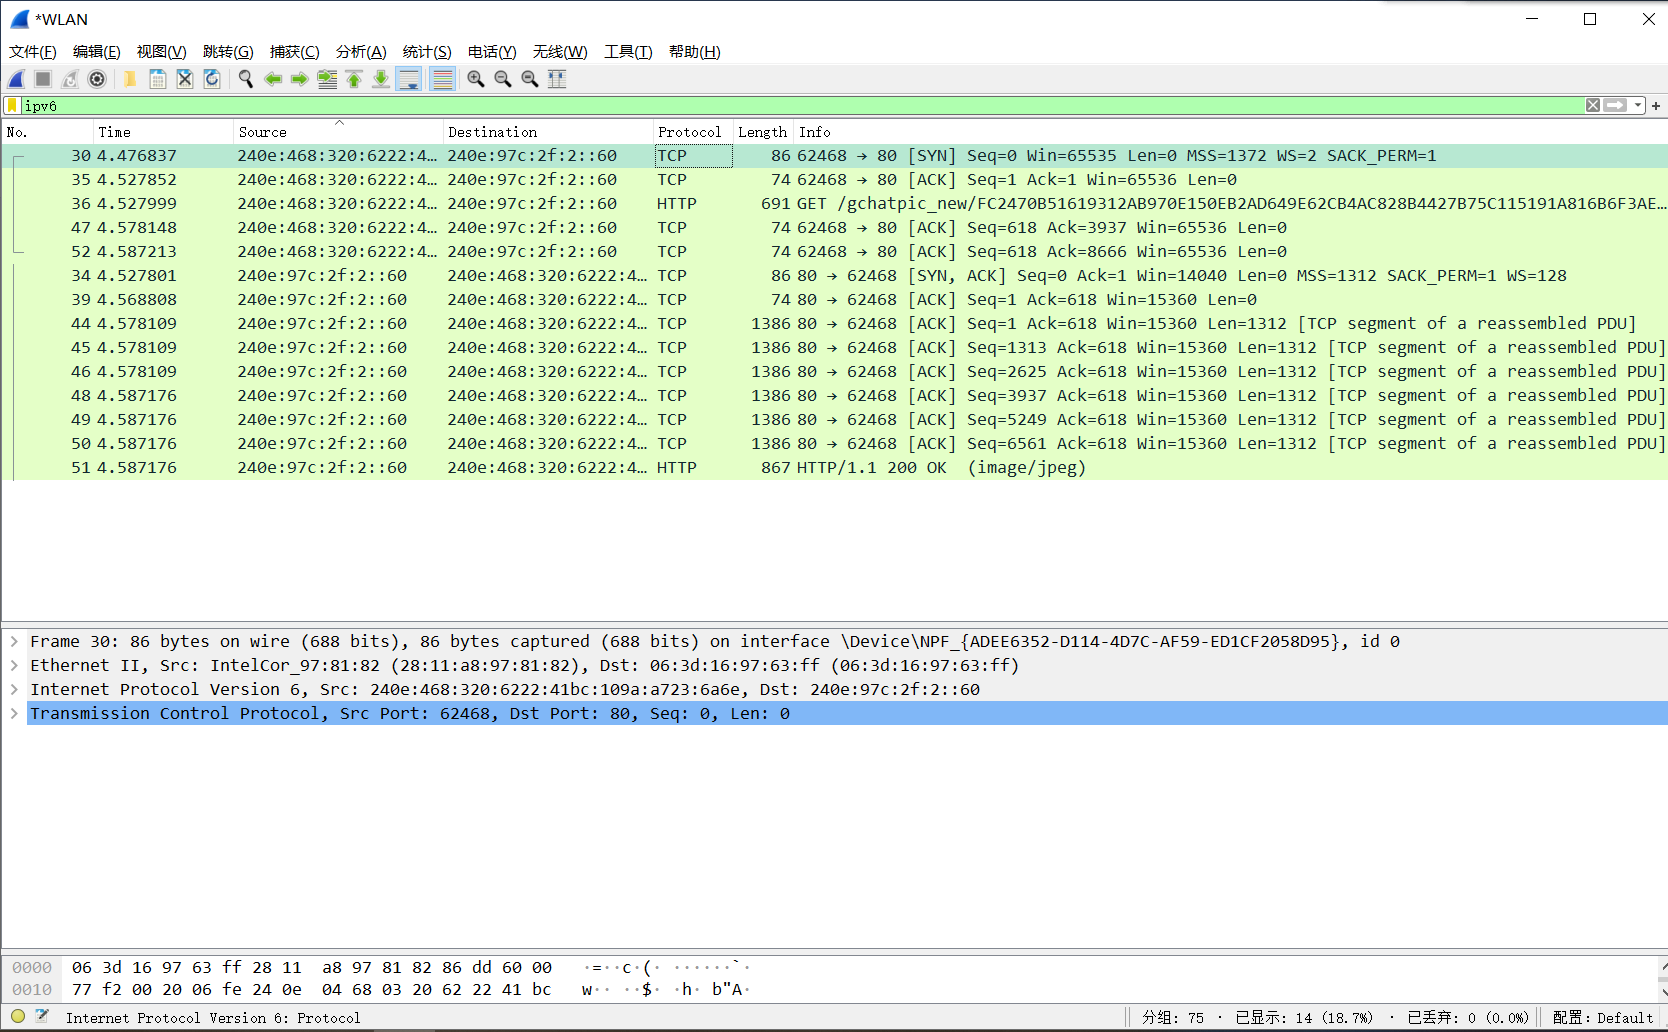 *WLAN
文件(F) 编辑(E) 视图(V) 跳转(G) 捕获(C) 分析(A) 统计(S) 电话(Y) 无线(W) 工具(T) 帮助(H)
ipv6
No. Time Source Destination Protocol Length Info
30 4.476837 240e:468:320:6222:4… 240e:97c:2f:2::60 TCP 86 62468 → 80 [SYN] Seq=0 Win=65535 Len=0 MSS=1372 WS=2 SACK_PERM=1
35 4.527852 240e:468:320:6222:4… 240e:97c:2f:2::60 TCP 74 62468 → 80 [ACK] Seq=1 Ack=1 Win=65536 Len=0
36 4.527999 240e:468:320:6222:4… 240e:97c:2f:2::60 HTTP 691 GET /gchatpic_new/FC2470B51619312AB970E150EB2AD649E62CB4AC828B4427B75C115191A816B6F3AE…
47 4.578148 240e:468:320:6222:4… 240e:97c:2f:2::60 TCP 74 62468 → 80 [ACK] Seq=618 Ack=3937 Win=65536 Len=0
52 4.587213 240e:468:320:6222:4… 240e:97c:2f:2::60 TCP 74 62468 → 80 [ACK] Seq=618 Ack=8666 Win=65536 Len=0
34 4.527801 240e:97c:2f:2::60 240e:468:320:6222:4… TCP 86 80 → 62468 [SYN, ACK] Seq=0 Ack=1 Win=14040 Len=0 MSS=1312 SACK_PERM=1 WS=128
39 4.568808 240e:97c:2f:2::60 240e:468:320:6222:4… TCP 74 80 → 62468 [ACK] Seq=1 Ack=618 Win=15360 Len=0
44 4.578109 240e:97c:2f:2::60 240e:468:320:6222:4… TCP 1386 80 → 62468 [ACK] Seq=1 Ack=618 Win=15360 Len=1312 [TCP segment of a reassembled PDU]
45 4.578109 240e:97c:2f:2::60 240e:468:320:6222:4… TCP 1386 80 → 62468 [ACK] Seq=1313 Ack=618 Win=15360 Len=1312 [TCP segment of a reassembled PDU]
46 4.578109 240e:97c:2f:2::60 240e:468:320:6222:4… TCP 1386 80 → 62468 [ACK] Seq=2625 Ack=618 Win=15360 Len=1312 [TCP segment of a reassembled PDU]
48 4.587176 240e:97c:2f:2::60 240e:468:320:6222:4… TCP 1386 80 → 62468 [ACK] Seq=3937 Ack=618 Win=15360 Len=1312 [TCP segment of a reassembled PDU]
49 4.587176 240e:97c:2f:2::60 240e:468:320:6222:4… TCP 1386 80 → 62468 [ACK] Seq=5249 Ack=618 Win=15360 Len=1312 [TCP segment of a reassembled PDU]
50 4.587176 240e:97c:2f:2::60 240e:468:320:6222:4… TCP 1386 80 → 62468 [ACK] Seq=6561 Ack=618 Win=15360 Len=1312 [TCP segment of a reassembled PDU]
51 4.587176 240e:97c:2f:2::60 240e:468:320:6222:4… HTTP 867 HTTP/1.1 200 OK (image/jpeg)
Frame 30: 86 bytes on wire (688 bits), 86 bytes captured (688 bits) on interface \Device\NPF_{ADEE6352-D114-4D7C-AF59-ED1CF2058D95}, id 0
Ethernet II, Src: IntelCor_97:81:82 (28:11:a8:97:81:82), Dst: 06:3d:16:97:63:ff (06:3d:16:97:63:ff)
Internet Protocol Version 6, Src: 240e:468:320:6222:41bc:109a:a723:6a6e, Dst: 240e:97c:2f:2::60
Transmission Control Protocol, Src Port: 62468, Dst Port: 80, Seq: 0, Len: 0
0000 06 3d 16 97 63 ff 28 11 a8 97 81 82 86 dd 60 00 ·=··c·(· ······`·
0010 77 f2 00 20 06 fe 24 0e 04 68 03 20 62 22 41 bc w·· ··$· ·h· b"A·
Internet Protocol Version 6: Protocol 分组: 75 · 已显示: 14 (18.7%) · 已丢弃: 0 (0.0%) 配置: Default